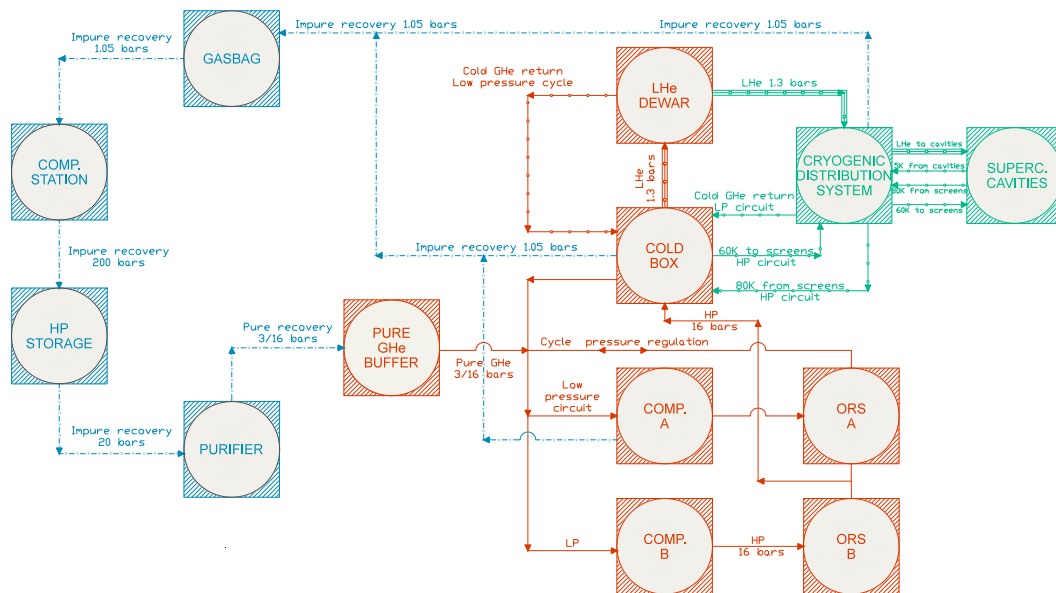 Impure recovery 1.05 bars
Impure recovery 1.05 bars
Impure recovery
1.05 bars
GASBAG
Cold GHe return
Low pressure cycle
LHe
DEWAR
LHe 1.3 bars
COMP.
STATION
LHe
1.3 bars
CRYOGENIC
DISTRIBUTION
SYSTEM
LHe to cavities
5K from cavities
80K from screens
60K to screens
SUPERC.
CAVITIES
Cold GHe return
LP circuit
Impure recovery
200 bars
Impure recovery 1.05 bars
COLD
BOX
60K to screens
HP circuit
80K from screens
HP circuit
HP
STORAGE
Pure recovery
3/16 bars
PURE
GHe
BUFFER
HP
16 bars
Cycle pressure regulation
Pure GHe
3/16 bars
Low
pressure
circuit
COMP.
A
ORS
A
Impure recovery
20 bars
PURIFIER
LP
COMP.
B
HP
16 bars
ORS
B